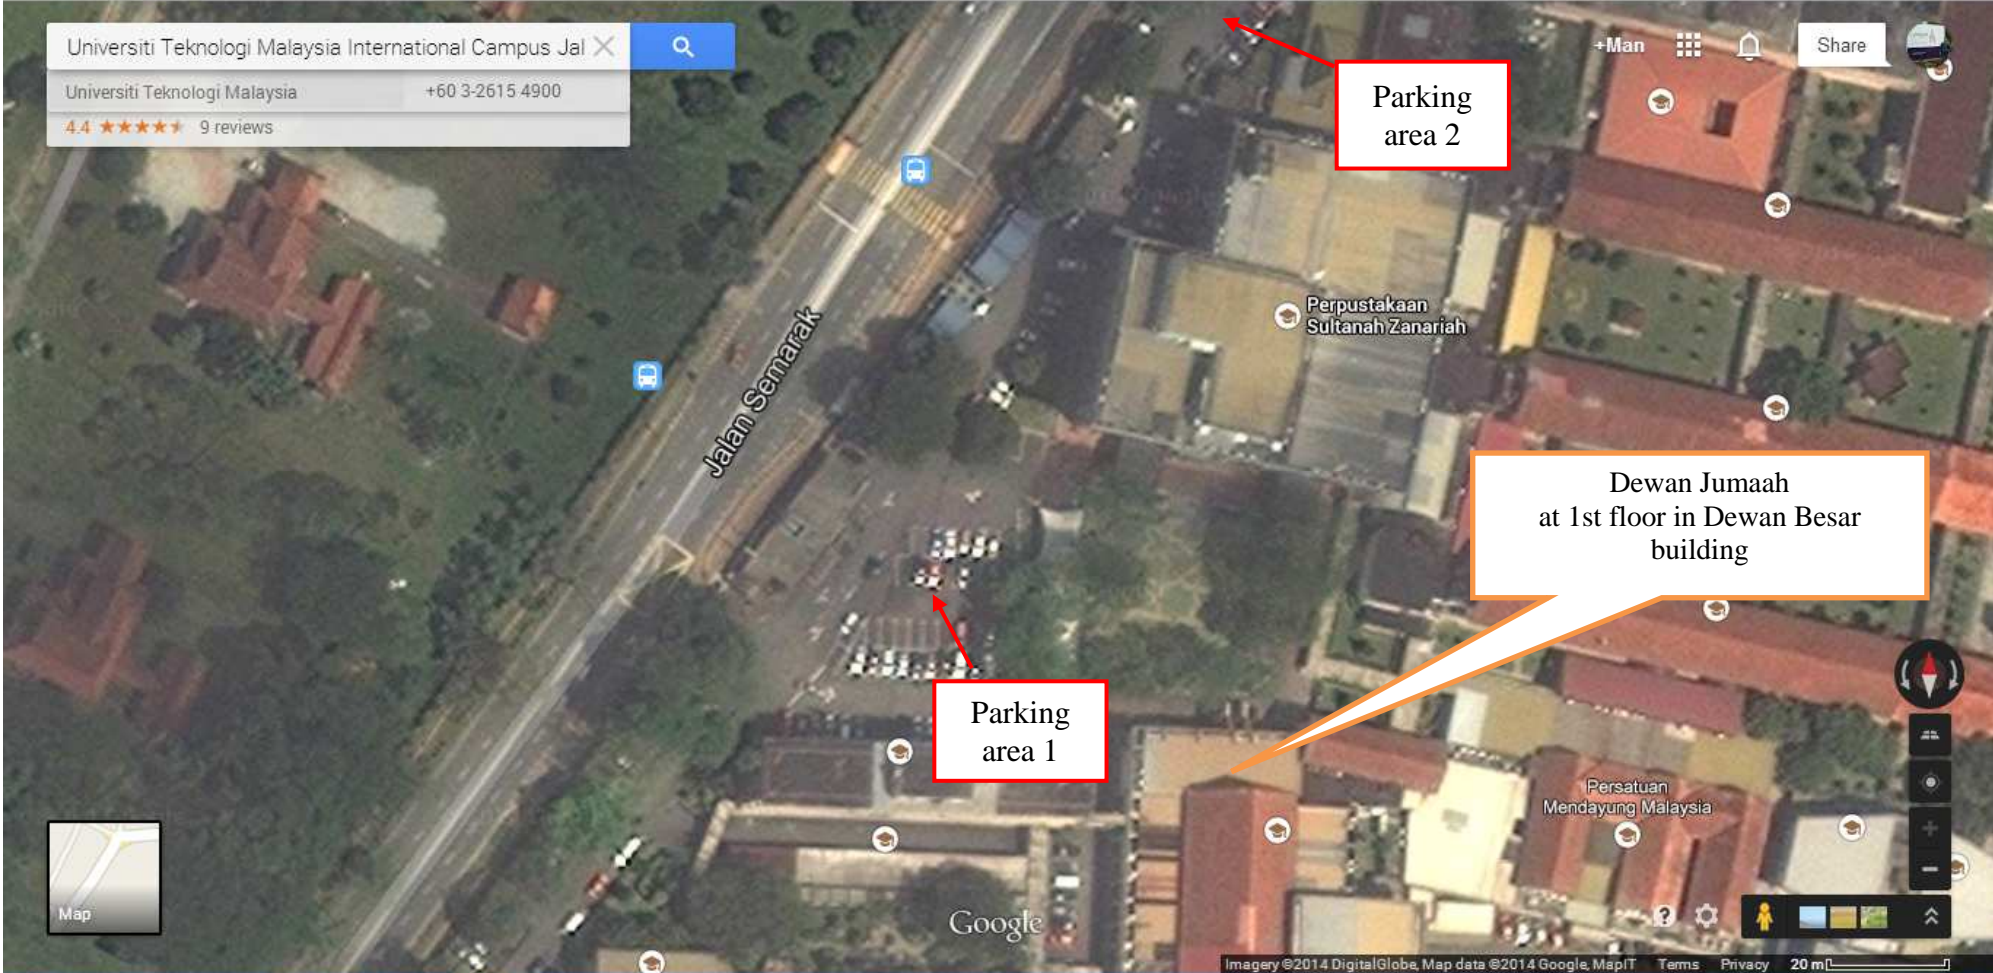 Universiti Teknologi Malaysia International Campus Jal
+Man
Share
Universiti Teknologi Malaysia +60 3-2615 4900
4.4 9 reviews
Parking
area 2
Perpustakaan
Sultanah Zanariah
Jalan Semarak
Dewan Jumaah
at 1st floor in Dewan Besar
building
Parking
area 1
Persatuan
Mendayung Malaysia
Map
Google
Imagery ©2014 DigitalGlobe, Map data ©2014 Google, MapIT Terms Privacy 20 m